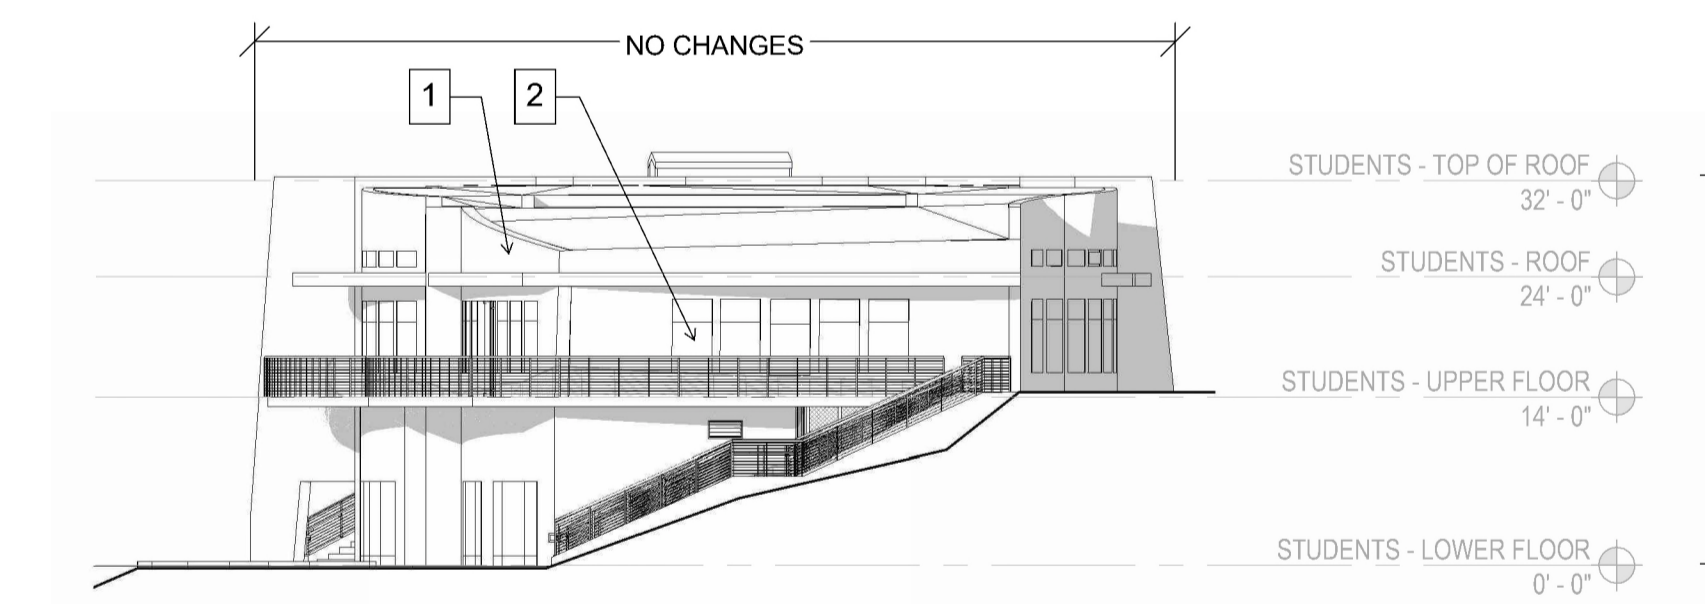 NO CHANGES
1
2
STUDENTS - TOP OF ROOF
32' - 0"
STUDENTS - ROOF
24' - 0"
STUDENTS - UPPER FLOOR
14' - 0"
STUDENTS - LOWER FLOOR
0' - 0"